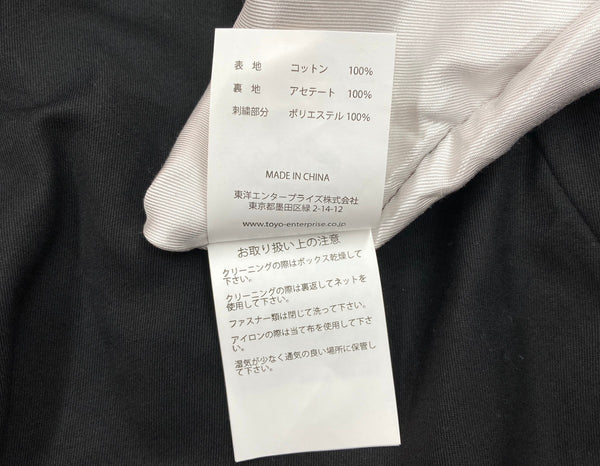 表 地 コットン 100%
裏 地 アセテート 100%
刺繍部分 ポリエステル 100%
MADE IN CHINA
東洋エンタープライズ株式会社
東京都墨田区緑 2-14-12
www.toyo-enterprise.co.jp
お取り扱い上の注意
クリーニングの際はボックス乾燥して
下さい。
クリーニングの際は裏返してネットを
使用して下さい。
ファスナー類は閉じて洗って下さい。
アイロンの際は当て布を使用して下さ
い。
湿気が少なく通気の良い場所に保管し
て下さい。